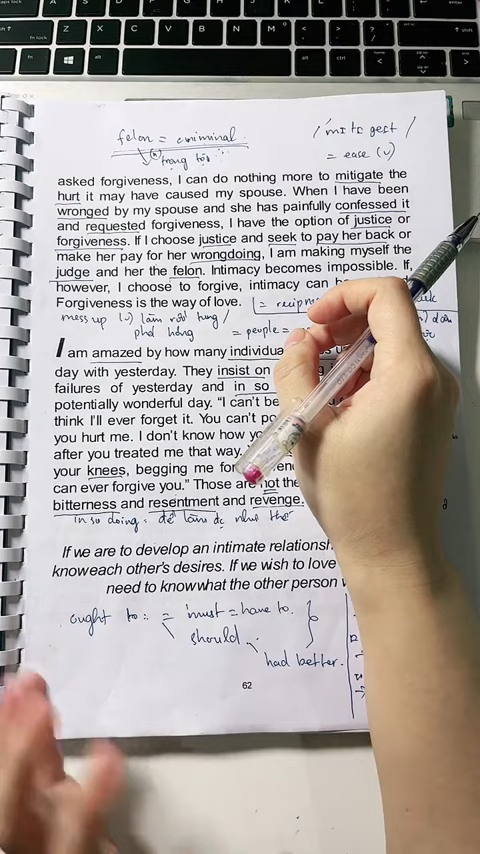 felon = criminal
/'mɪtɪgeɪt/
= ease (v)
asked forgiveness, I can do nothing more to mitigate the
hurt it may have caused my spouse. When I have been
wronged by my spouse and she has painfully confessed it
and requested forgiveness, I have the option of justice or
forgiveness. If I choose justice and seek to pay her back or
make her pay for her wrongdoing, I am making myself the
judge and her the felon. Intimacy becomes impossible. If,
however, I choose to forgive, intimacy can
Forgiveness is the way of love.
mess up (v) làm rối tung /
phá hỏng
= people =
I am amazed by how many
day with yesterday. They insist on
failures of yesterday and in so
potentially wonderful day. "I can't be
think I'll ever forget it. You can't
you hurt me. I don't know how
after you treated me that way.
your knees, begging me for
can ever forgive you." Those are not the
bitterness and resentment and revenge.
in so doing: để làm đc như thế
If we are to develop an intimate
know each other's desires. If we wish to love
need to know what the other person
ought to: = must = have to.
should
had better.
62